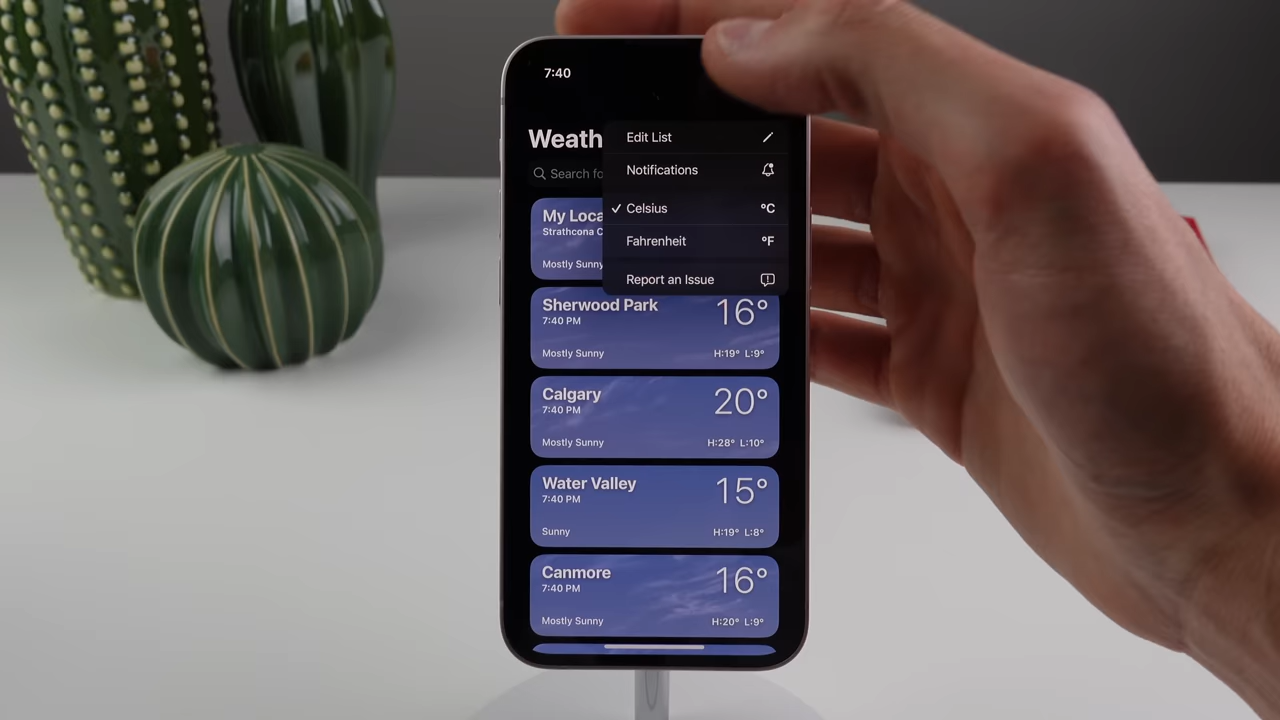 7:40
Weath
Search fo
Edit List
Notifications
✓ Celsius °C
Fahrenheit °F
Report an Issue
My Loca
Strathcona C
Mostly Sunny
Sherwood Park 16°
7:40 PM
Mostly Sunny H:19° L:9°
Calgary 20°
7:40 PM
Mostly Sunny H:28° L:10°
Water Valley 15°
7:40 PM
Sunny H:19° L:8°
Canmore 16°
7:40 PM
Mostly Sunny H:20° L:9°